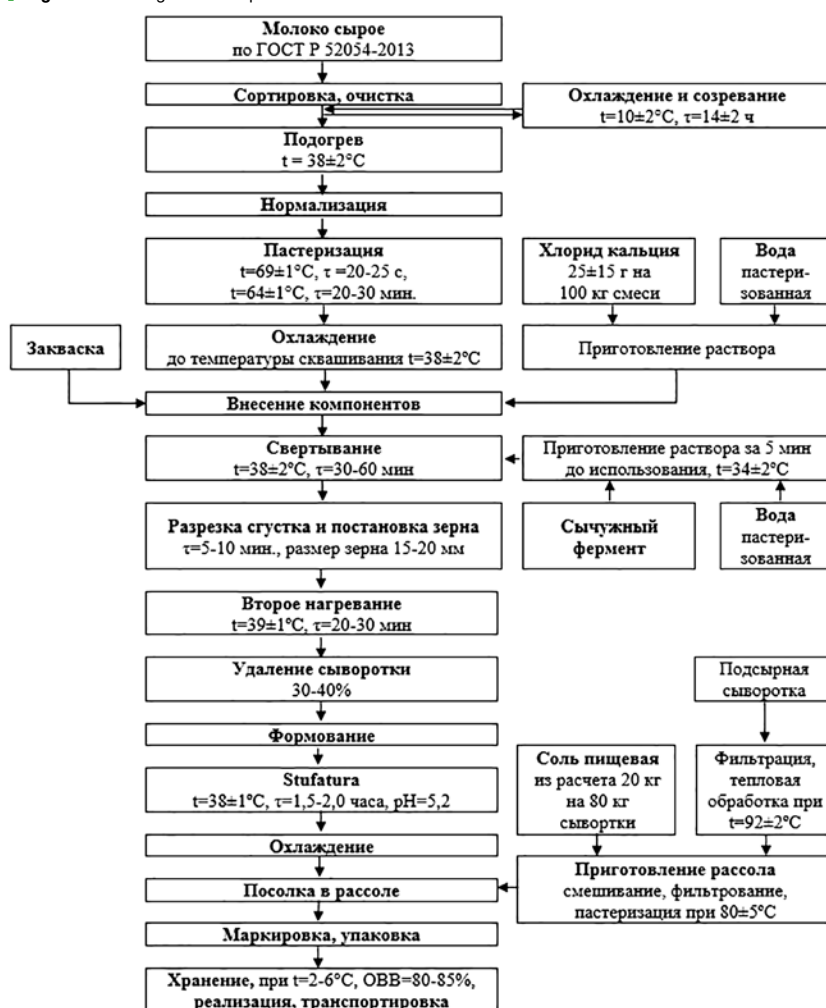 Молоко сырое
по ГОСТ Р 52054-2013
Сортировка, очистка
Охлаждение и созревание
t=10±2°С, τ=14±2 ч
Подогрев
t = 38±2°С
Нормализация
Пастеризация
t=69±1°С, τ =20-25 с,
t=64±1°С, τ=20-30 мин.
Хлорид кальция
25±15 г на
100 кг смеси
Вода
пастери-
зованная
Закваска
Охлаждение
до температуры сквашивания t=38±2°С
Приготовление раствора
Внесение компонентов
Свертывание
t=38±2°С, τ=30-60 мин
Приготовление раствора за 5 мин
до использования, t=34±2°С
Разрезка сгустка и постановка зерна
τ=5-10 мин., размер зерна 15-20 мм
Сычужный
фермент
Вода
пастери-
зованная
Второе нагревание
t=39±1°С, τ=20-30 мин
Удаление сыворотки
30-40%
Подсырная
сыворотка
Формование
Stufatura
t=38±1°С, τ=1,5-2,0 часа, рН=5,2
Соль пищевая
из расчета 20 кг
на 80 кг
сывортки
Фильтрация,
тепловая
обработка при
t=92±2°С
Охлаждение
Посолка в рассоле
Приготовление рассола
смешивание, фильтрование,
пастеризация при 80±5°С
Маркировка, упаковка
Хранение, при t=2-6°С, ОВВ=80-85%,
реализация, транспортировка